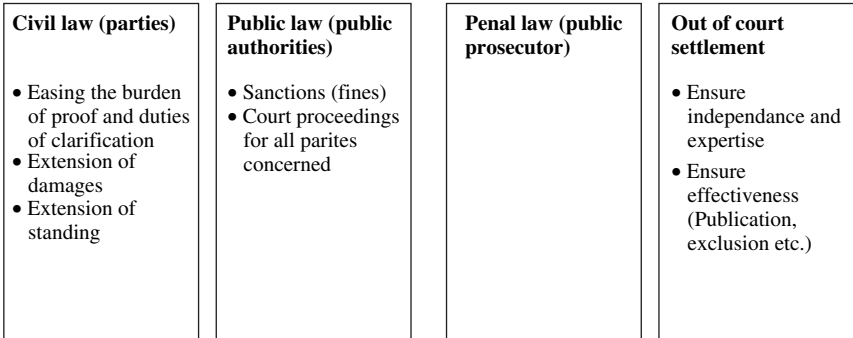 Civil law (parties)
• Easing the burden
of proof and duties
of clarification
• Extension of
damages
• Extension of
standing
Public law (public
authorities)
• Sanctions (fines)
• Court proceedings
for all parites
concerned
Penal law (public
prosecutor)
Out of court
settlement
• Ensure
independance and
expertise
• Ensure
effectiveness
(Publication,
exclusion etc.)